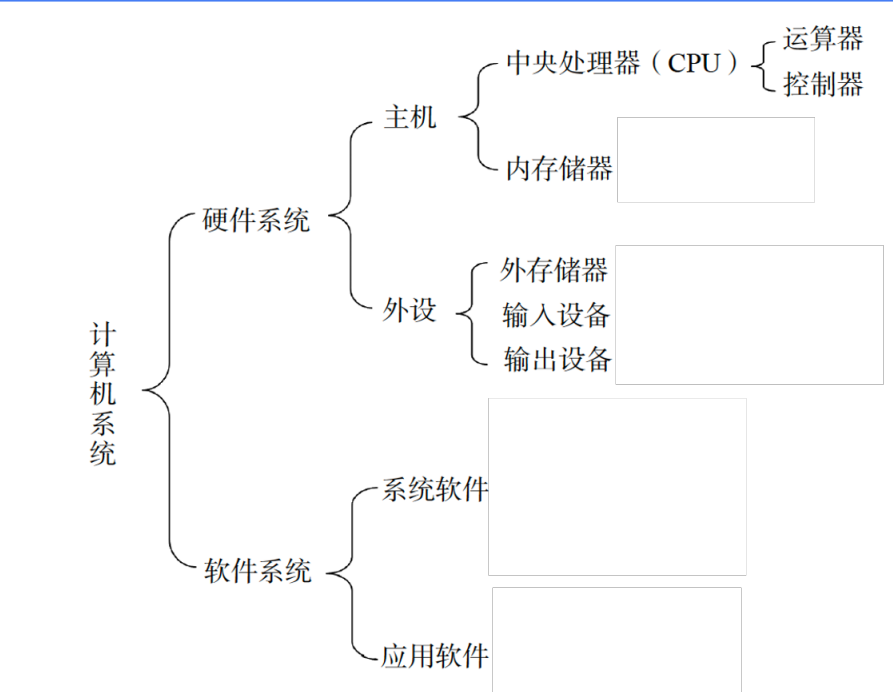 运算器
中央处理器（CPU）
控制器
主机
内存储器
硬件系统
外存储器
外设
输入设备
输出设备
计算机系统
系统软件
软件系统
应用软件